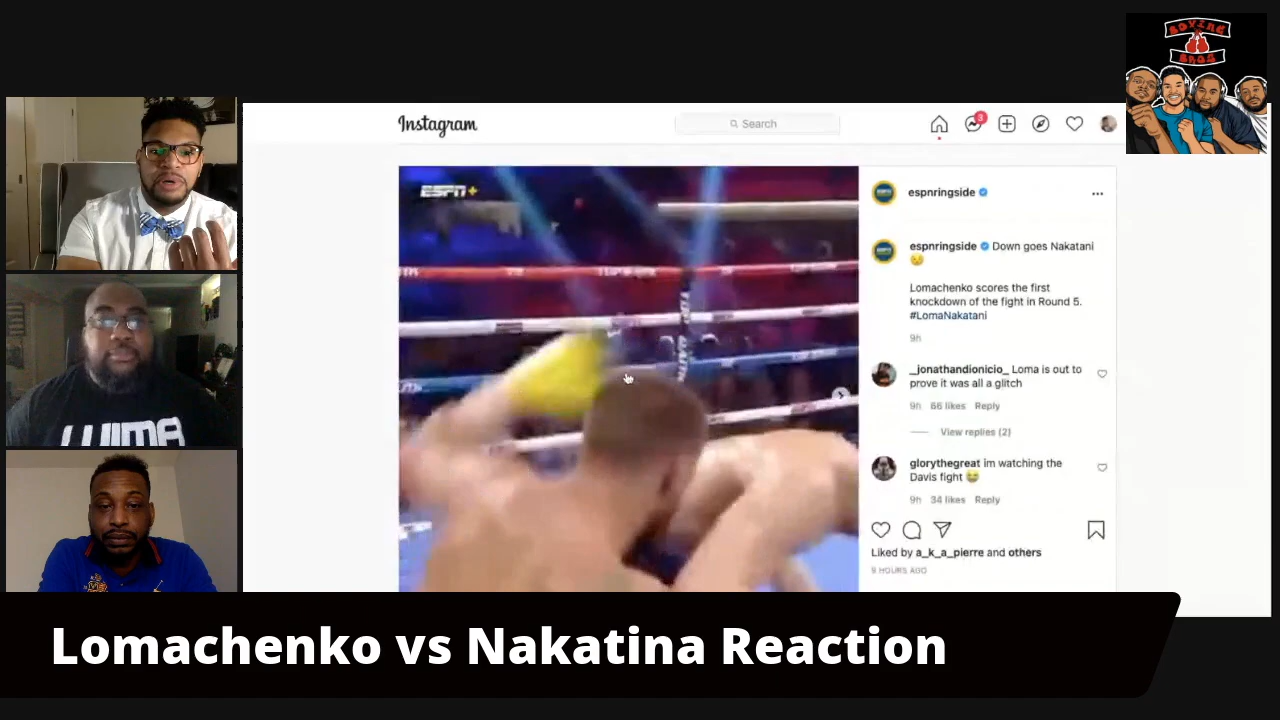 BOXING
BROS
Instagram
Search
3
ESPN+
espnringside
espnringside Down goes Nakatani
Lomachenko scores the first
knockdown of the fight in Round 5.
#LomaNakatani
9h
_jonathandionicio_ Loma is out to
prove it was all a glitch
9h 66 likes Reply
View replies (2)
glorythegreat im watching the
Davis fight
9h 34 likes Reply
Liked by a_k_a_pierre and others
9 HOURS AGO
Lomachenko vs Nakatina Reaction